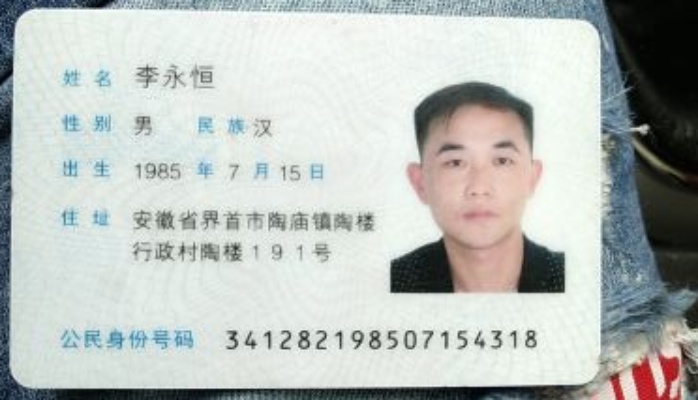 姓名 李永恒
性别 男 民族 汉
出生 1985 年 7 月 15 日
住址 安徽省界首市陶庙镇陶楼
行政村陶楼191号
公民身份号码 341282198507154318